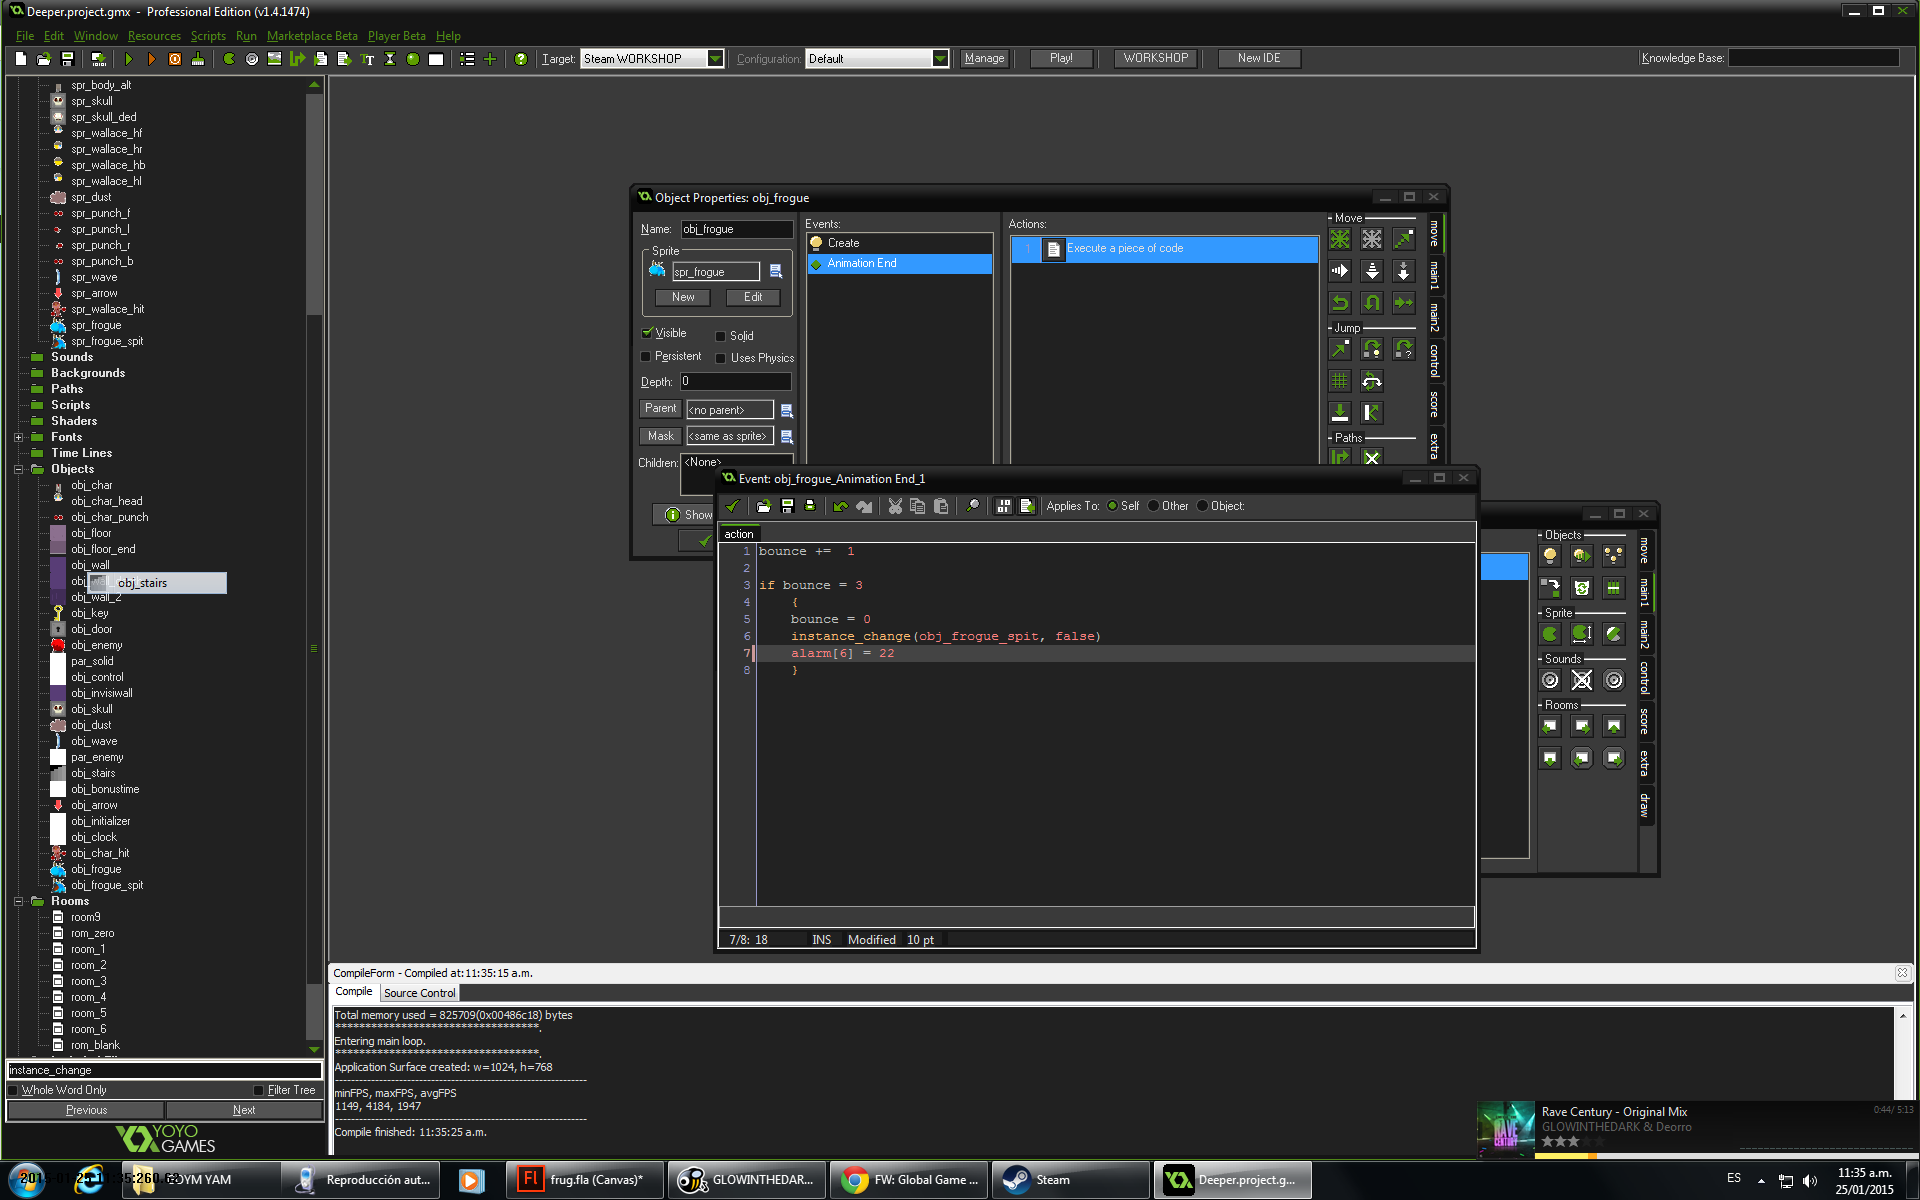 Deeper.project.gmx - Professional Edition (v1.4.1474)
File Edit Window Resources Scripts Run Marketplace Beta Player Beta Help
Target: Steam WORKSHOP Configuration: Default Manage Play! WORKSHOP New IDE Knowledge Base:
spr_body_alt
spr_skull
spr_skull_ded
spr_wallace_hf
spr_wallace_hr
spr_wallace_hb
spr_wallace_hl
spr_dust
spr_punch_f
spr_punch_l
spr_punch_r
spr_punch_b
spr_wave
spr_arrow
spr_wallace_hit
spr_frogue
spr_frogue_spit
Sounds
Backgrounds
Paths
Scripts
Shaders
Fonts
Time Lines
Objects
obj_char
obj_char_head
obj_char_punch
obj_floor
obj_floor_end
obj_wall
obj_stairs
obj_wall_2
obj_key
obj_door
obj_enemy
par_solid
obj_control
obj_invisiwall
obj_skull
obj_dust
obj_wave
par_enemy
obj_stairs
obj_bonustime
obj_arrow
obj_initializer
obj_clock
obj_char_hit
obj_frogue
obj_frogue_spit
Rooms
room9
rom_zero
room_1
room_2
room_3
room_4
room_5
room_6
rom_blank
instance_change
Whole Word Only Filter Tree
Previous Next
YOYO
GAMES
Object Properties: obj_frogue
Name: obj_frogue
Sprite
spr_frogue
New Edit
Visible Solid
Persistent Uses Physics
Depth: 0
Parent <no parent>
Mask <same as sprite>
Children: <None>
Show
Events:
Create
Animation End
Actions:
1 Execute a piece of code
Move
Jump
Paths
move
main1
main2
control
score
extra
Event: obj_frogue_Animation End_1
Applies To: Self Other Object:
action
1 bounce += 1
2
3 if bounce = 3
4 {
5 bounce = 0
6 instance_change(obj_frogue_spit, false)
7 alarm[6] = 22
8 }
7/8: 18 INS Modified 10 pt
Objects
Sprite
Sounds
Rooms
move
main1
main2
control
score
extra
draw
CompileForm - Compiled at:11:35:15 a.m.
Compile Source Control
Total memory used = 825709(0x00486c18) bytes
**********************************.
Entering main loop.
**********************************.
Application Surface created: w=1024, h=768
minFPS, maxFPS, avgFPS
1149, 4184, 1947
Compile finished: 11:35:25 a.m.
RAVE
CENTURY
Rave Century - Original Mix
GLOWINTHEDARK & Deorro
0:44/ 5:13
YAM Reproducción aut... frug.fla (Canvas)* GLOWINTHEDAR... FW: Global Game ... Steam Deeper.project.g...
ES 11:35 a.m.
25/01/2015